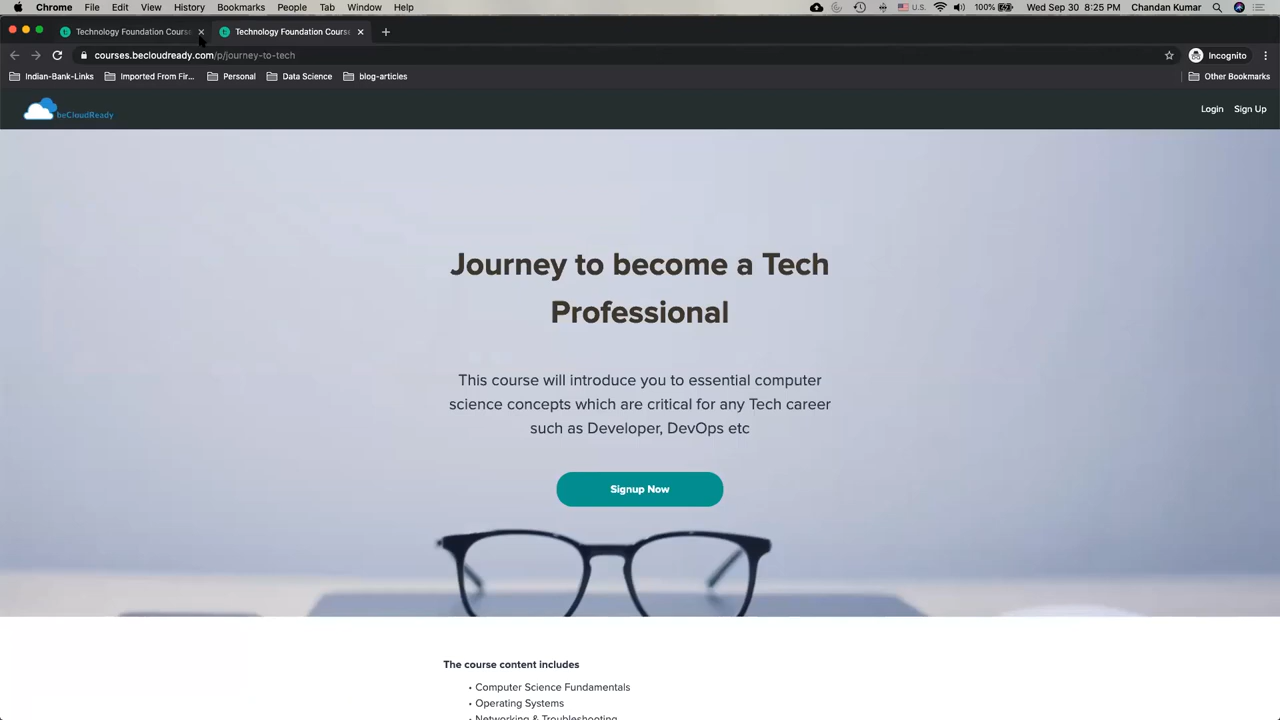 Chrome File Edit View History Bookmarks People Tab Window Help U.S. 100% Wed Sep 30 8:25 PM Chandan Kumar
Technology Foundation Course Technology Foundation Course
courses.becloudready.com/p/journey-to-tech Incognito
Indian-Bank-Links Imported From Fir... Personal Data Science blog-articles Other Bookmarks
beCloudReady Login Sign Up
Journey to become a Tech
Professional
This course will introduce you to essential computer
science concepts which are critical for any Tech career
such as Developer, DevOps etc
Signup Now
The course content includes
• Computer Science Fundamentals
• Operating Systems
• Networking & Troubleshooting